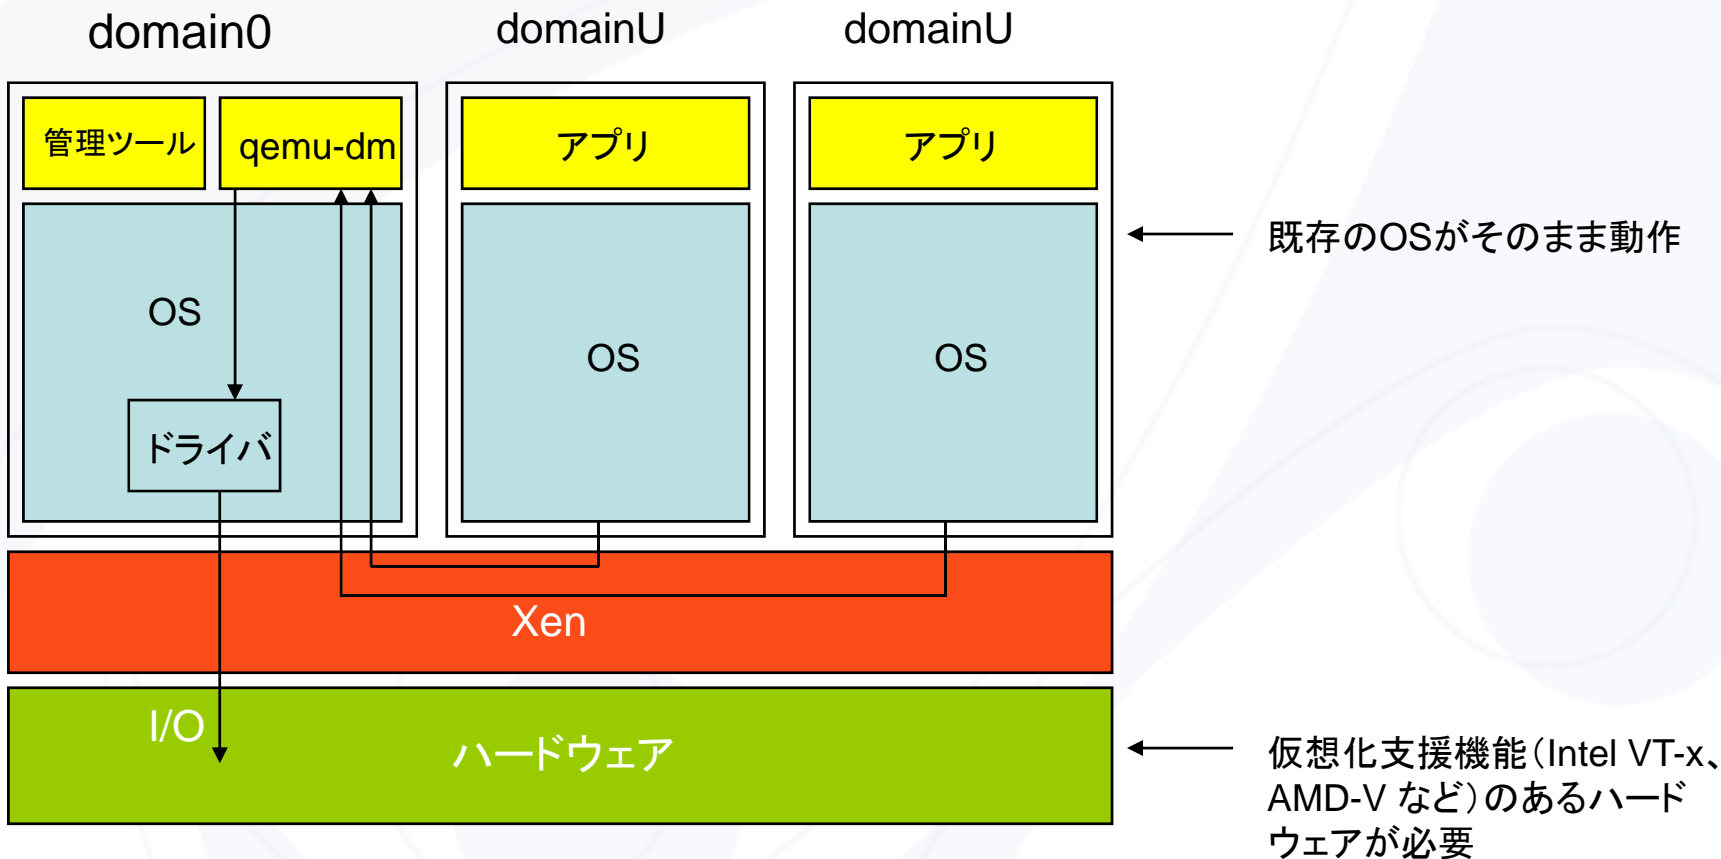 domain0
domainU
domainU
管理ツール
qemu-dm
アプリ
アプリ
OS
OS
OS
ドライバ
既存のOSがそのまま動作
Xen
I/O
ハードウェア
仮想化支援機能（Intel VT-x、
AMD-V など）のあるハード
ウェアが必要